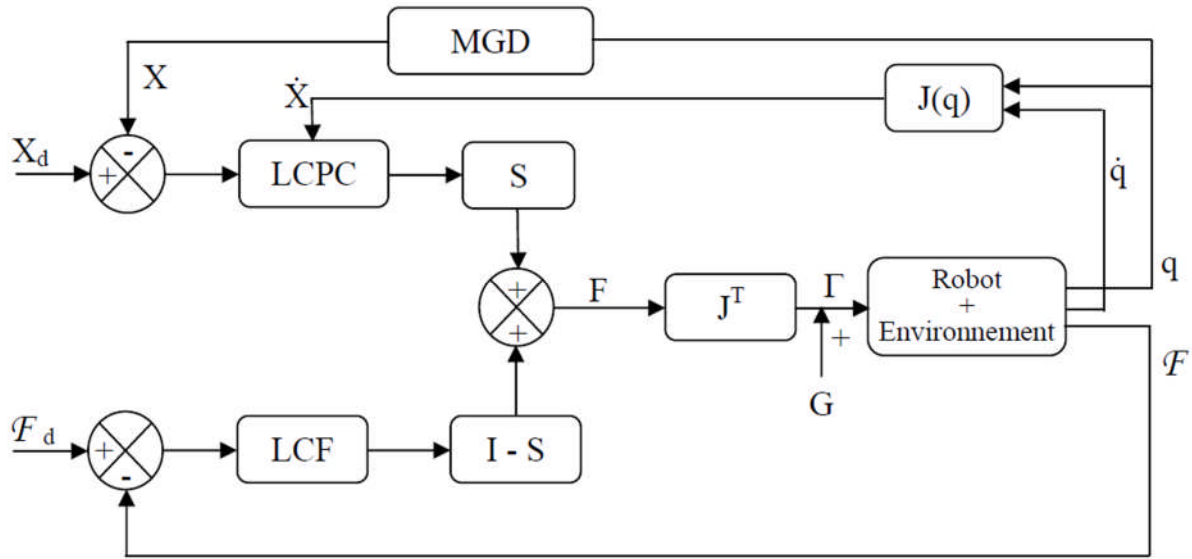 MGD
X
Ẋ
J(q)
X_d
-
+
LCPC
S
q̇
q
+
+
F
J^T
Γ
+
G
Robot
+
Environnement
ℱ
ℱ_d
+
-
LCF
I - S